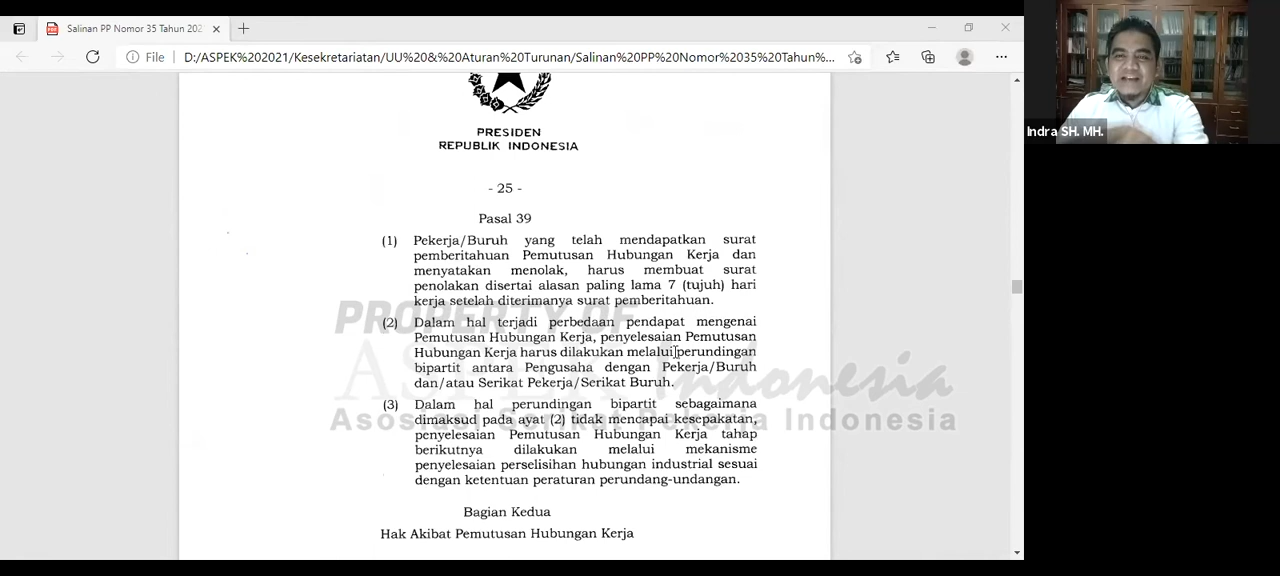 Salinan PP Nomor 35 Tahun 202
File
D:/ASPEK%202021/Kesekretariatan/UU%20&%20Aturan%20Turunan/Salinan%20PP%20Nomor%2035%20Tahun%...
Indra SH. MH.
PRESIDEN
REPUBLIK INDONESIA
- 25 -
Pasal 39
(1) Pekerja/Buruh yang telah mendapatkan surat
pemberitahuan Pemutusan Hubungan Kerja dan
menyatakan menolak, harus membuat surat
penolakan disertai alasan paling lama 7 (tujuh) hari
kerja setelah diterimanya surat pemberitahuan.
(2) Dalam hal terjadi perbedaan pendapat mengenai
Pemutusan Hubungan Kerja, penyelesaian Pemutusan
Hubungan Kerja harus dilakukan melalui perundingan
bipartit antara Pengusaha dengan Pekerja/Buruh
dan/atau Serikat Pekerja/Serikat Buruh.
(3) Dalam hal perundingan bipartit sebagaimana
dimaksud pada ayat (2) tidak mencapai kesepakatan,
penyelesaian Pemutusan Hubungan Kerja tahap
berikutnya dilakukan melalui mekanisme
penyelesaian perselisihan hubungan industrial sesuai
dengan ketentuan peraturan perundang-undangan.
Bagian Kedua
Hak Akibat Pemutusan Hubungan Kerja
PROPERTY OF
ASPEK Indonesia
Asosiasi Serikat Pekerja Indonesia